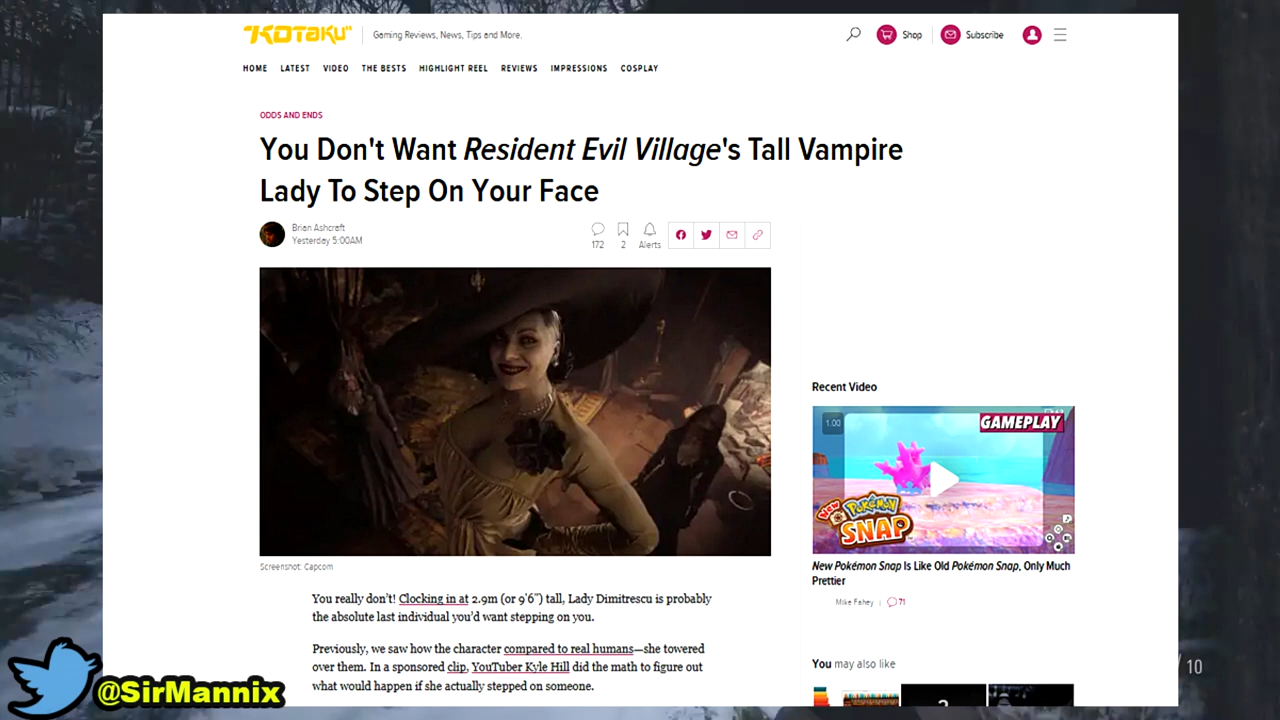 KOTAKU
Gaming Reviews, News, Tips and More.
Shop
Subscribe
HOME LATEST VIDEO THE BESTS HIGHLIGHT REEL REVIEWS IMPRESSIONS COSPLAY
ODDS AND ENDS
You Don't Want Resident Evil Village's Tall Vampire
Lady To Step On Your Face
Brian Ashcraft
Yesterday 5:00AM
172 2 Alerts
Screenshot: Capcom
You really don't! Clocking in at 2.9m (or 9'6") tall, Lady Dimitrescu is probably
the absolute last individual you'd want stepping on you.
Previously, we saw how the character compared to real humans—she towered
over them. In a sponsored clip, YouTuber Kyle Hill did the math to figure out
what would happen if she actually stepped on someone.
Recent Video
1.00
GAMEPLAY
New Pokémon
SNAP
New Pokémon Snap Is Like Old Pokémon Snap, Only Much
Prettier
Mike Fahey | 71
You may also like
/ 10
@SirMannix